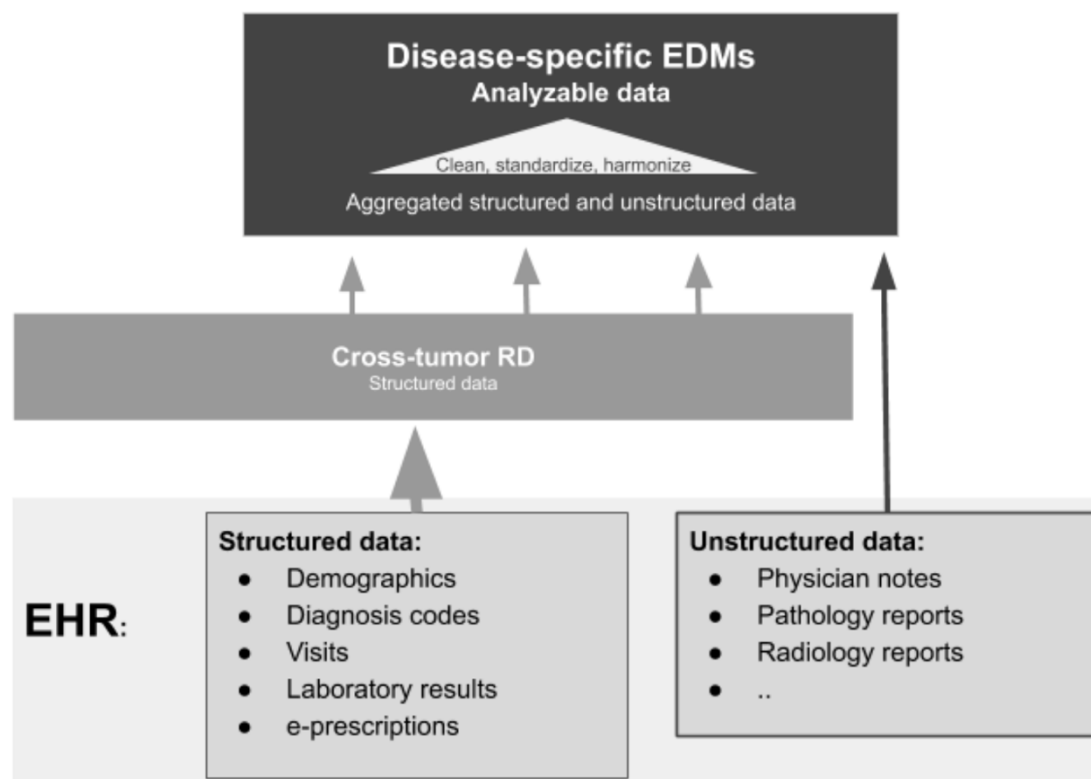 Disease-specific EDMs
Analyzable data
Clean, standardize, harmonize
Aggregated structured and unstructured data
Cross-tumor RD
Structured data
EHR:
Structured data:
● Demographics
● Diagnosis codes
● Visits
● Laboratory results
● e-prescriptions
Unstructured data:
● Physician notes
● Pathology reports
● Radiology reports
● ..